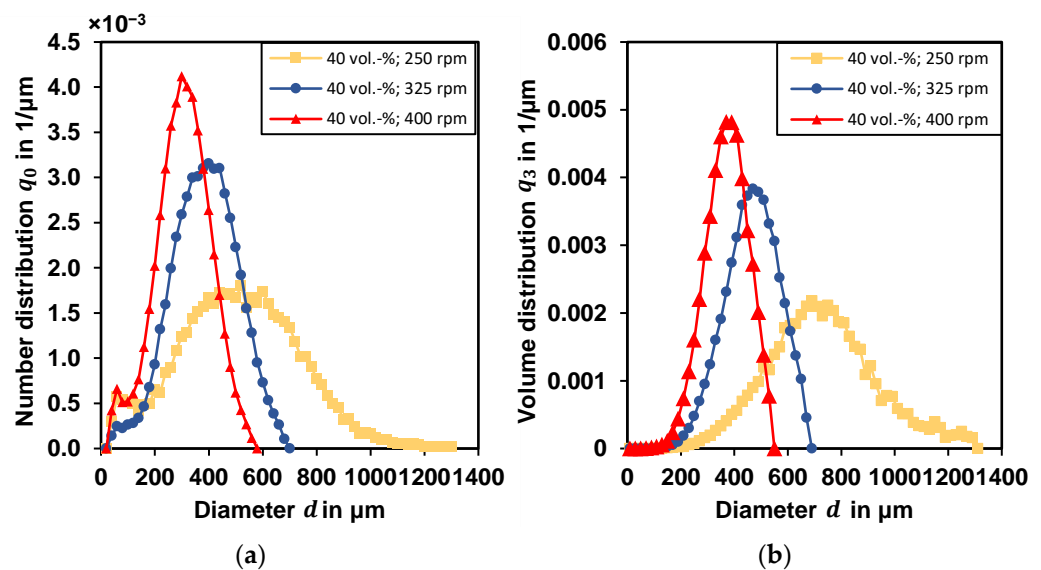 ×10⁻³
Number distribution q₀ in 1/µm
4.5
4.0
3.5
3.0
2.5
2.0
1.5
1.0
0.5
0.0
0 200 400 600 800 1000 1200 1400
Diameter d in µm
40 vol.-%; 250 rpm
40 vol.-%; 325 rpm
40 vol.-%; 400 rpm
(a)
Volume distribution q₃ in 1/µm
0.006
0.005
0.004
0.003
0.002
0.001
0
0 200 400 600 800 1000 1200 1400
Diameter d in µm
40 vol.-%; 250 rpm
40 vol.-%; 325 rpm
40 vol.-%; 400 rpm
(b)